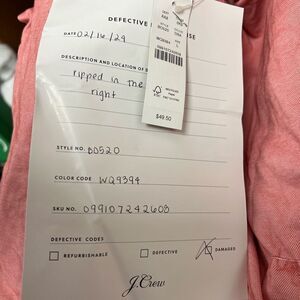 DEFECTIVE
DATE 02/16/24
DESCRIPTION AND LOCATION OF
ripped in the
right
$49.50
STYLE NO. BD520
COLOR CODE WQ9394
SKU NO. 099107242608
DEFECTIVE CODES
REFURBISHABLE
DEFECTIVE
DAMAGED
J.Crew